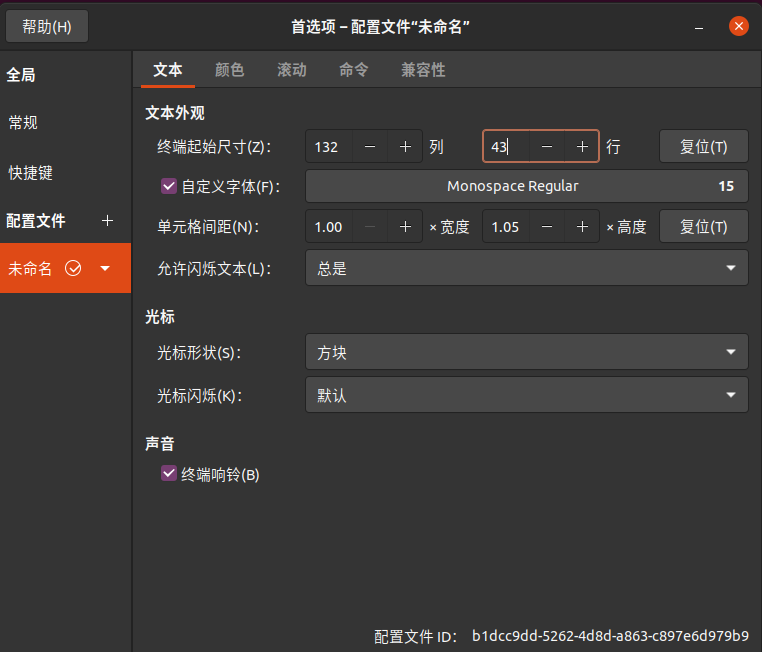 帮助(H) 首选项 – 配置文件“未命名”
全局
常规
快捷键
配置文件
未命名
文本 颜色 滚动 命令 兼容性
文本外观
终端起始尺寸(Z)： 132 − + 列 43 − + 行 复位(T)
自定义字体(F)： Monospace Regular 15
单元格间距(N)： 1.00 − + × 宽度 1.05 − + × 高度 复位(T)
允许闪烁文本(L)： 总是
光标
光标形状(S)： 方块
光标闪烁(K)： 默认
声音
终端响铃(B)
配置文件 ID： b1dcc9dd-5262-4d8d-a863-c897e6d979b9